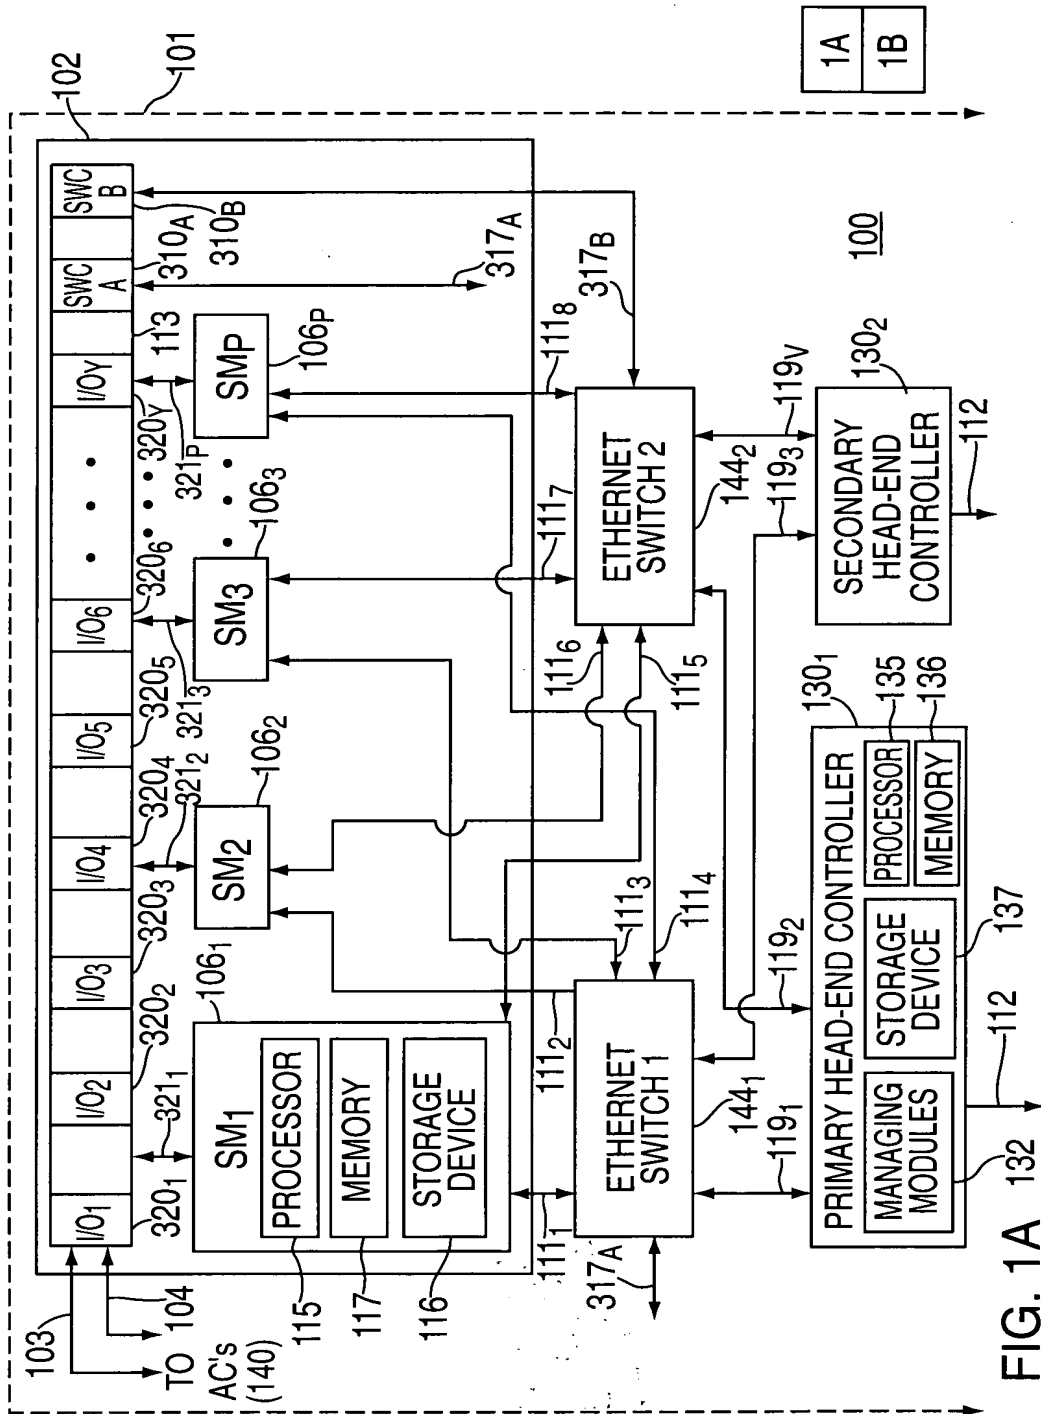 101
102
I/O1
I/O2
I/O3
I/O4
I/O5
I/O6
I/OY
SWC A
SWC B
103
104
TO AC's (140)
320₁
321₁
320₂
320₃
320₄
321₂
320₅
321₃
320₆
320Y
321P
113
310A
310B
317A
SM1
106₁
PROCESSOR
115
MEMORY
117
STORAGE DEVICE
116
SM2
106₂
SM3
106₃
SMP
106P
111₁
111₂
111₃
111₄
111₅
111₆
111₇
111₈
317A
317B
ETHERNET SWITCH 1
144₁
ETHERNET SWITCH 2
144₂
119₁
119₂
119₃
119V
PRIMARY HEAD-END CONTROLLER
130₁
MANAGING MODULES
132
STORAGE DEVICE
137
PROCESSOR
135
MEMORY
136
112
SECONDARY HEAD-END CONTROLLER
130₂
112
100
1A
1B
FIG. 1A